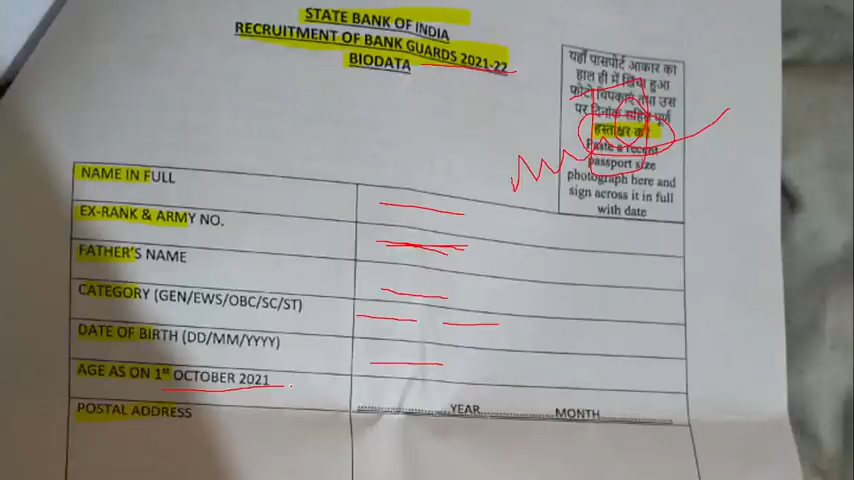 STATE BANK OF INDIA
RECRUITMENT OF BANK GUARDS 2021-22
BIODATA
यहाँ पासपोर्ट आकार का
हाल ही में खिंचा हुआ
फोटो चिपकाएँ तथा उस
पर दिनांक सहित पूर्ण
हस्ताक्षर करें
Paste a recent
passport size
photograph here and
sign across it in full
with date
NAME IN FULL
EX-RANK & ARMY NO.
FATHER'S NAME
CATEGORY (GEN/EWS/OBC/SC/ST)
DATE OF BIRTH (DD/MM/YYYY)
AGE AS ON 1st OCTOBER 2021
YEAR MONTH
POSTAL ADDRESS